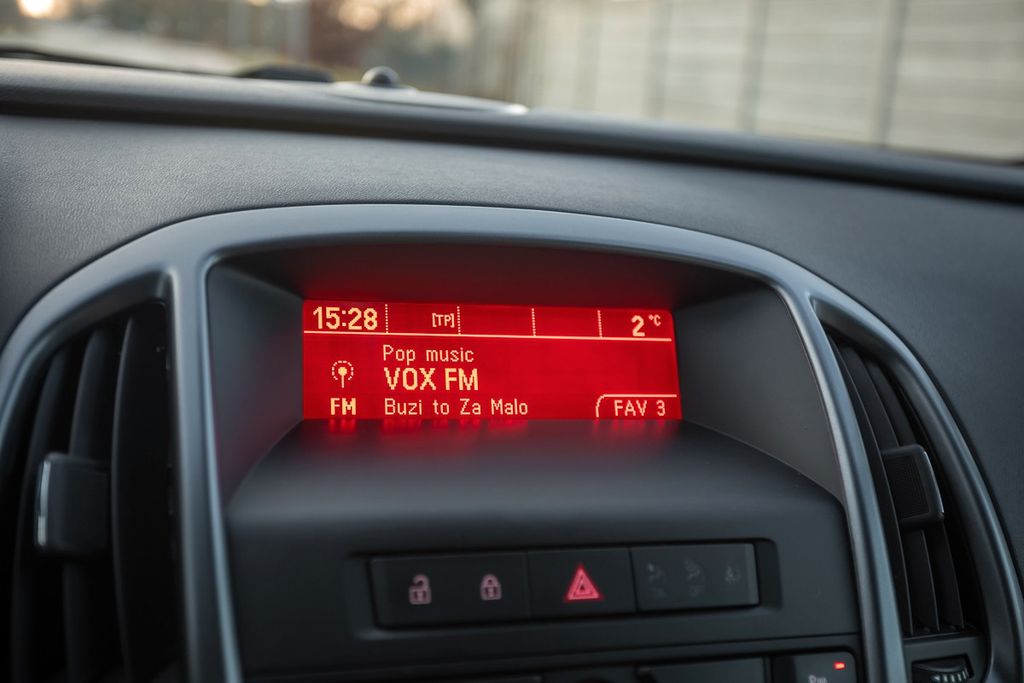 15:28 [TP] 2 °C
Pop music
VOX FM
FM Buzi to Za Malo
FAV 3